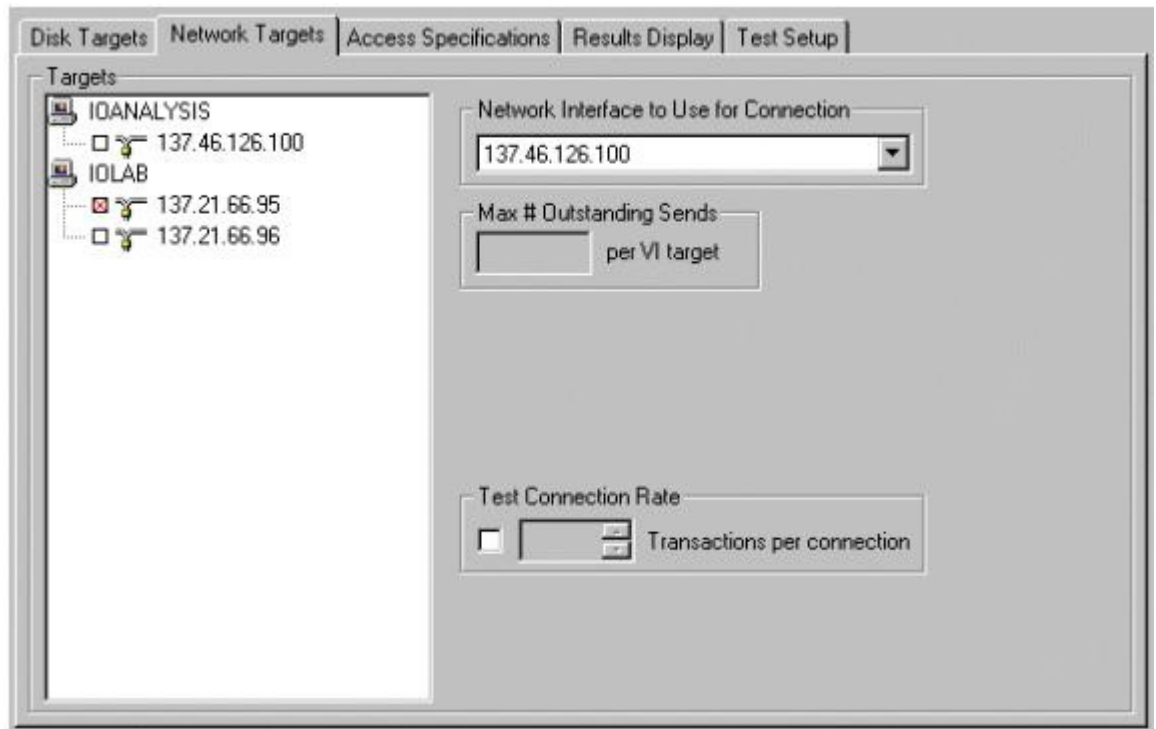 Disk Targets Network Targets Access Specifications Results Display Test Setup
Targets
IOANALYSIS
137.46.126.100
IOLAB
137.21.66.95
137.21.66.96
Network Interface to Use for Connection
137.46.126.100
Max # Outstanding Sends
per VI target
Test Connection Rate
Transactions per connection